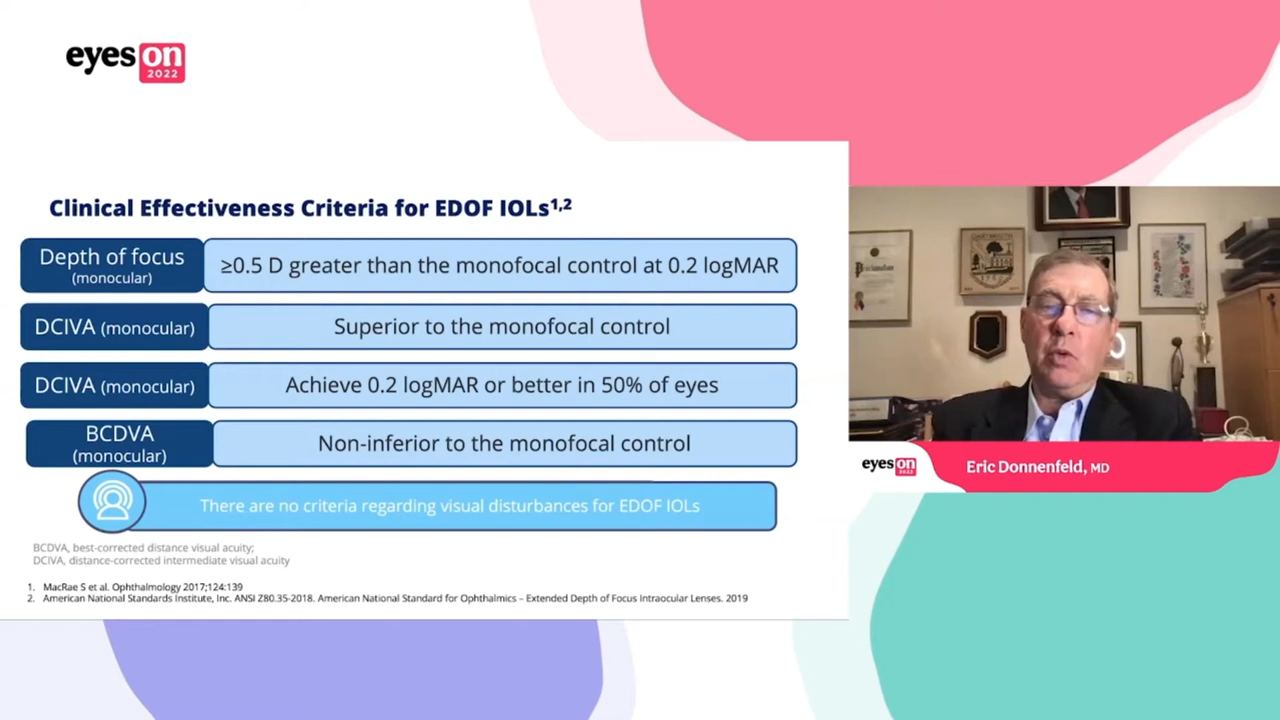 eyes on
2022
Clinical Effectiveness Criteria for EDOF IOLs¹,²
Depth of focus
(monocular)
≥0.5 D greater than the monofocal control at 0.2 logMAR
DCIVA (monocular)
Superior to the monofocal control
DCIVA (monocular)
Achieve 0.2 logMAR or better in 50% of eyes
BCDVA
(monocular)
Non-inferior to the monofocal control
There are no criteria regarding visual disturbances for EDOF IOLs
BCDVA, best-corrected distance visual acuity;
DCIVA, distance-corrected intermediate visual acuity
1. MacRae S et al. Ophthalmology 2017;124:139
2. American National Standards Institute, Inc. ANSI Z80.35-2018. American National Standard for Ophthalmics – Extended Depth of Focus Intraocular Lenses. 2019
eyes on
2022
Eric Donnenfeld, MD